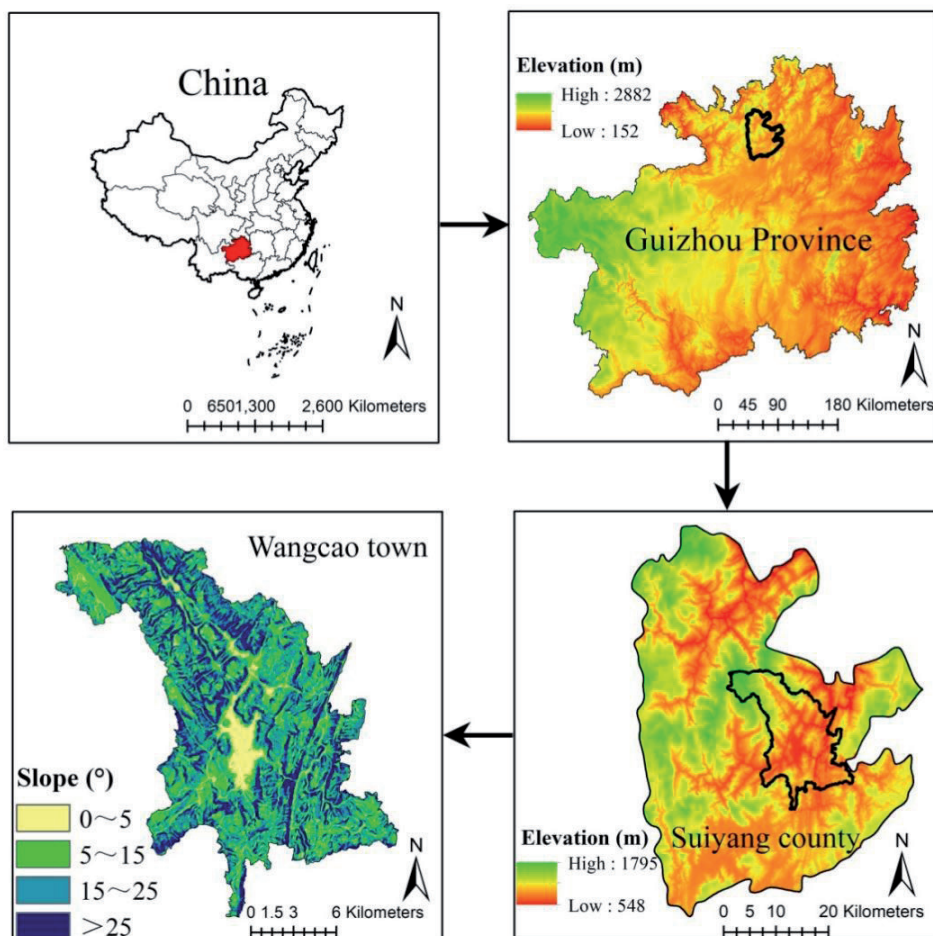 China
N
0 6501,300 2,600 Kilometers
Elevation (m)
High : 2882
Low : 152
Guizhou Province
N
0 45 90 180 Kilometers
Wangcao town
Slope (°)
0～5
5～15
15～25
>25
N
0 1.5 3 6 Kilometers
Suiyang county
Elevation (m)
High : 1795
Low : 548
N
0 5 10 20 Kilometers